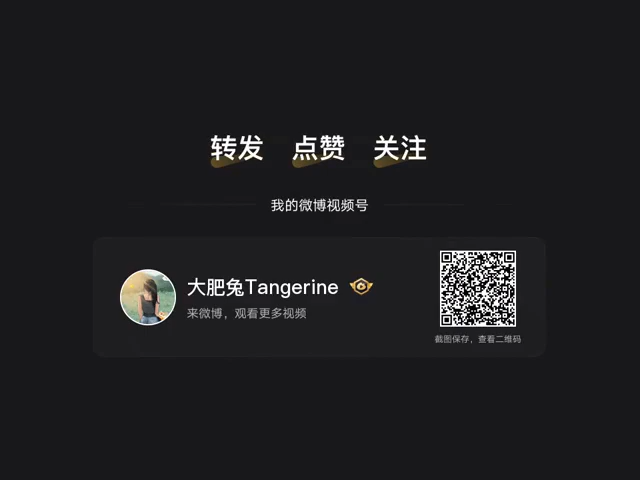 转发 点赞 关注
我的微博视频号
大肥兔Tangerine
来微博，观看更多视频
截图保存，查看二维码